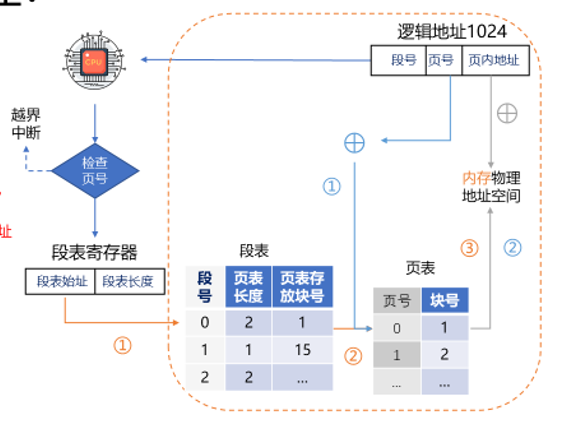 逻辑地址1024
段号 页号 页内地址
CPU
越界
中断
检查
页号
①
内存物理
地址空间
址
段表寄存器
段表始址 段表长度
段表
③ ②
页表
段号 页表长度 页表存放块号
0 2 1
1 1 15
2 2 ...
①
②
页号 块号
0 1
1 2
... ...